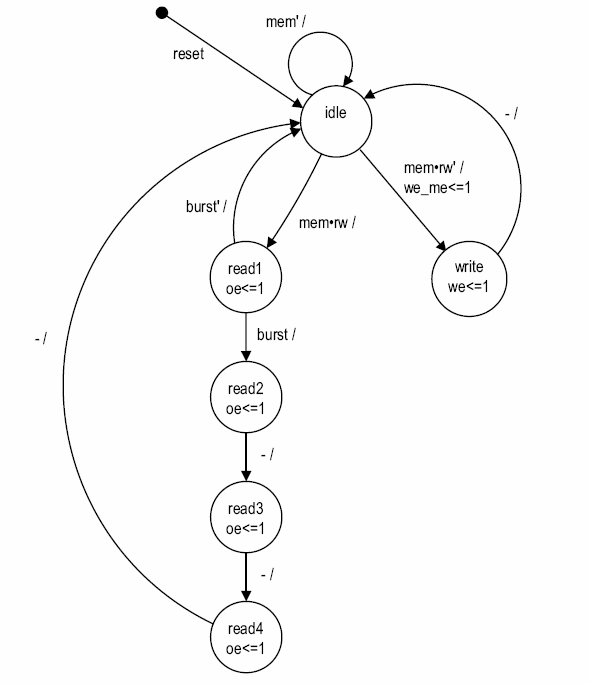 mem' /
reset
idle
- /
mem•rw' /
we_me<=1
burst' /
mem•rw /
read1
oe<=1
write
we<=1
burst /
- /
read2
oe<=1
- /
read3
oe<=1
- /
read4
oe<=1